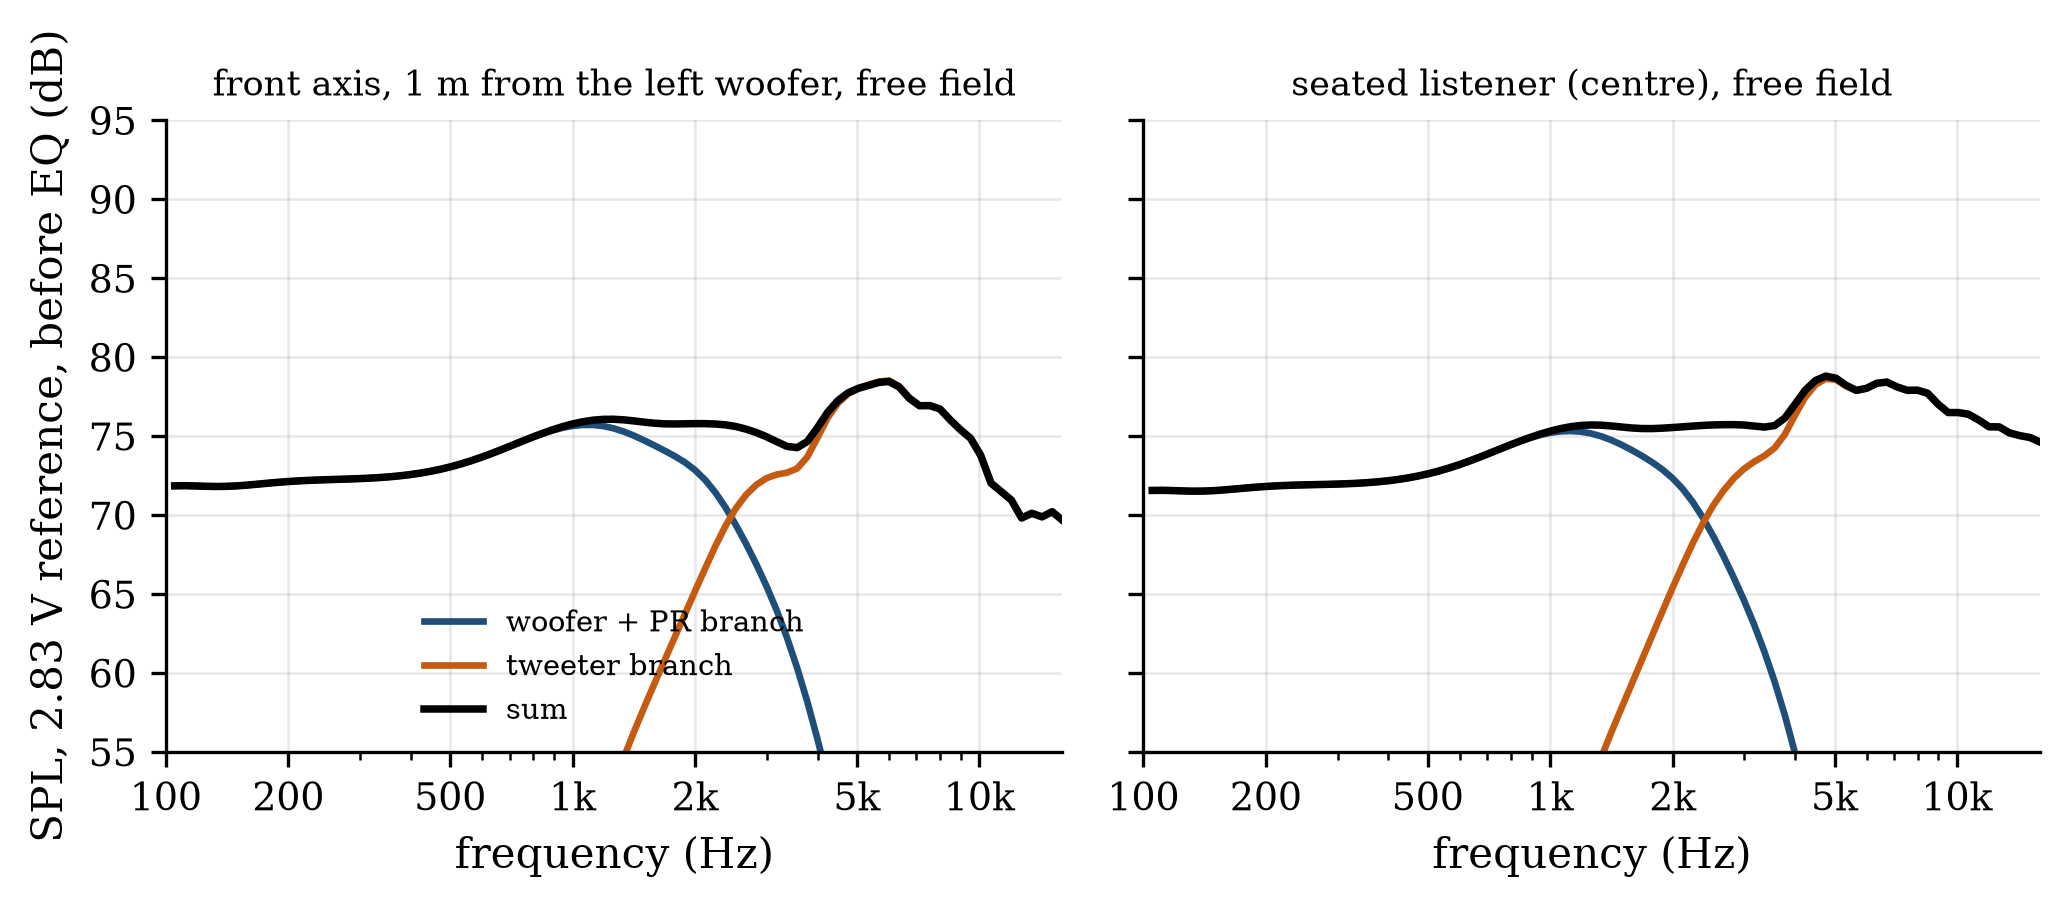 SPL, 2.83 V reference, before EQ (dB)
front axis, 1 m from the left woofer, free field
95
90
85
80
75
70
65
60
55
woofer + PR branch
tweeter branch
sum
100 200 500 1k 2k 5k 10k
frequency (Hz)
seated listener (centre), free field
100 200 500 1k 2k 5k 10k
frequency (Hz)